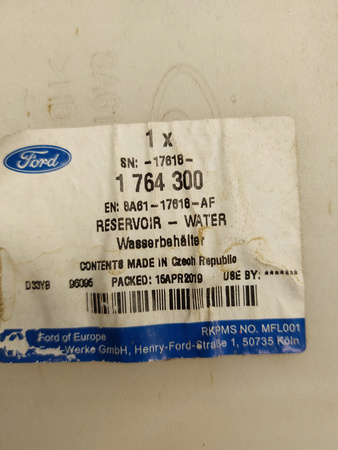 Ford
1 x
SN: -17618-
1 764 300
EN: 8A61-17618-AF
RESERVOIR - WATER
Wasserbehälter
CONTENTS MADE IN Czech Republic
D33YB 96095 PACKED: 15APR2019 USE BY: *******
Ford of Europe
RKPMS NO. MFL001
Ford-Werke GmbH, Henry-Ford-Straße 1, 50735 Köln